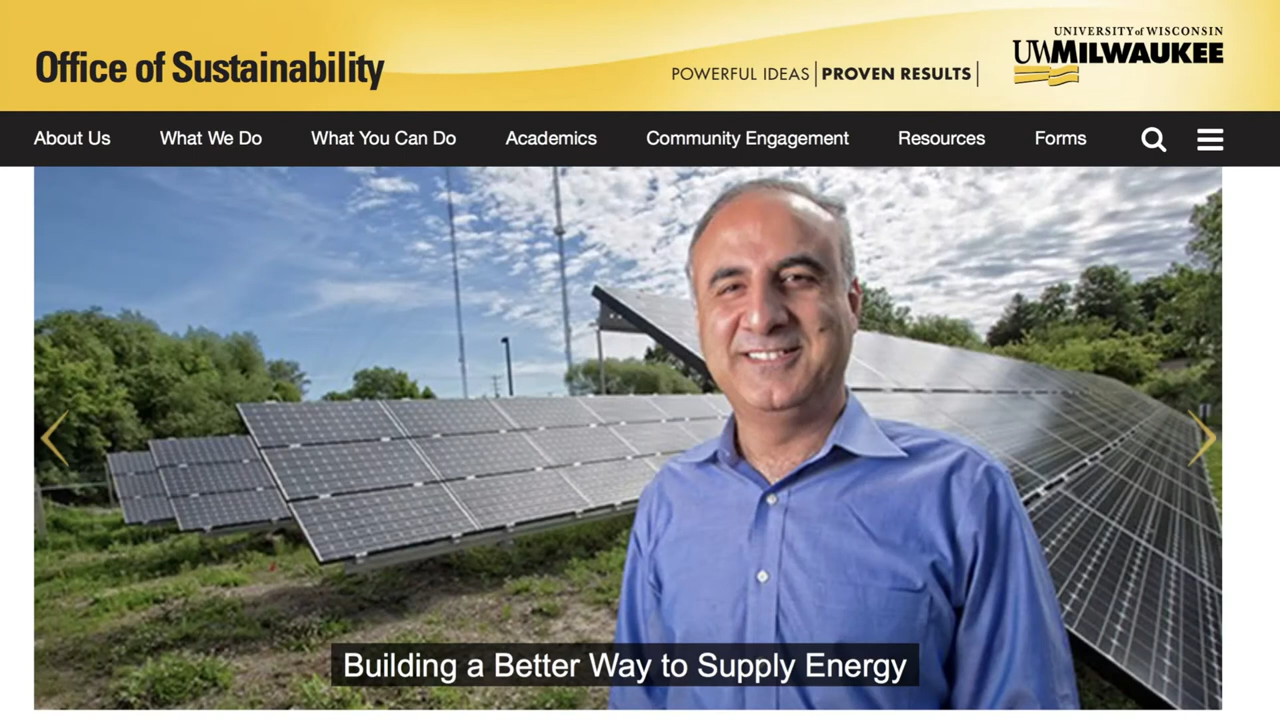 Office of Sustainability
POWERFUL IDEAS | PROVEN RESULTS |
UNIVERSITY of WISCONSIN
UWMILWAUKEE
About Us What We Do What You Can Do Academics Community Engagement Resources Forms
Building a Better Way to Supply Energy